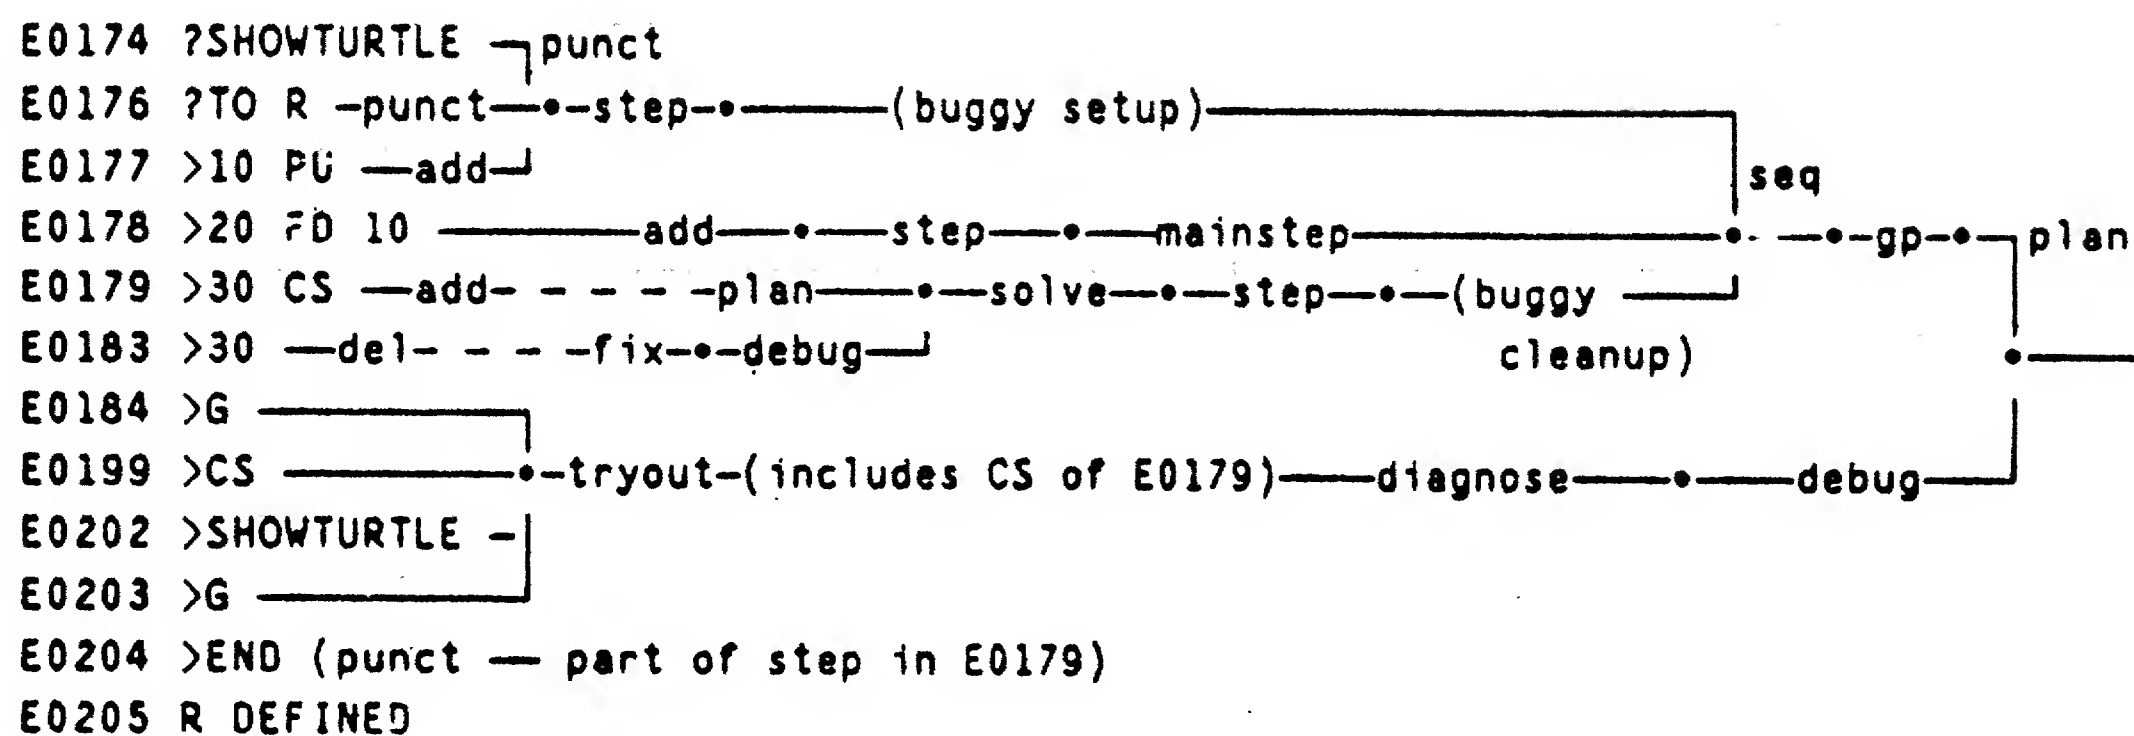 E0174 ?SHOWTURTLE punct
E0176 ?TO R -punct-step-(buggy setup)
E0177 >10 PU -add
seq
E0178 >20 FD 10 add-step-mainstep-gp-plan
E0179 >30 CS -add- - - - -plan-solve-step-(buggy
E0183 >30 -del- - - -fix-debug cleanup)
E0184 >G
E0199 >CS -tryout-(includes CS of E0179)-diagnose-debug
E0202 >SHOWTURTLE -
E0203 >G
E0204 >END (punct — part of step in E0179)
E0205 R DEFINED